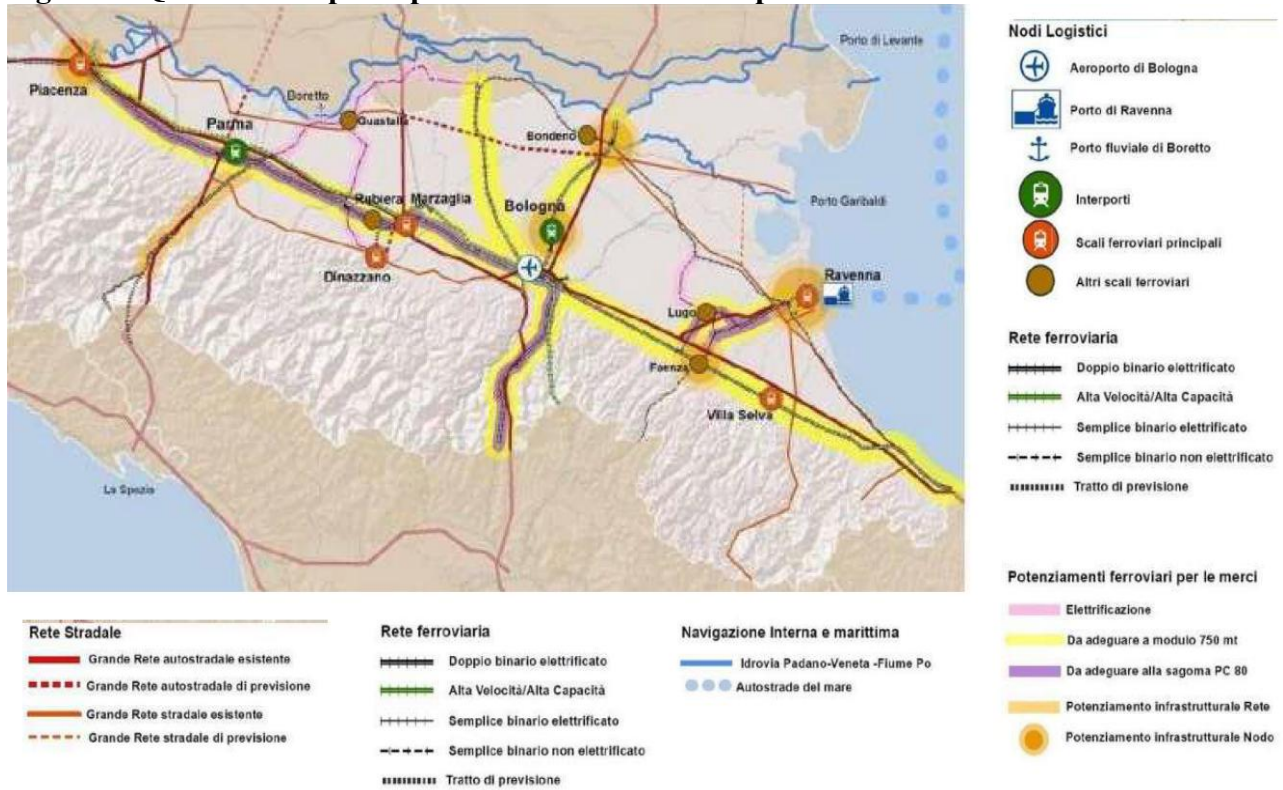 Porto di Levante
Piacenza
Boretto
Guastalla
Parma
Bondeno
Rubiera Marzaglia
Bologna
Porto Garibaldi
Dinazzano
Ravenna
Lugo
Faenza
Villa Selva
La Spezia
Nodi Logistici
Aeroporto di Bologna
Porto di Ravenna
Porto fluviale di Boretto
Interporti
Scali ferroviari principali
Altri scali ferroviari
Rete ferroviaria
Doppio binario elettrificato
Alta Velocità/Alta Capacità
Semplice binario elettrificato
Semplice binario non elettrificato
Tratto di previsione
Potenziamenti ferroviari per le merci
Elettrificazione
Da adeguare a modulo 750 mt
Da adeguare alla sagoma PC 80
Potenziamento infrastrutturale Rete
Potenziamento infrastrutturale Nodo
Rete Stradale
Grande Rete autostradale esistente
Grande Rete autostradale di previsione
Grande Rete stradale esistente
Grande Rete stradale di previsione
Rete ferroviaria
Doppio binario elettrificato
Alta Velocità/Alta Capacità
Semplice binario elettrificato
Semplice binario non elettrificato
Tratto di previsione
Navigazione Interna e marittima
Idrovia Padano-Veneta -Fiume Po
Autostrade del mare